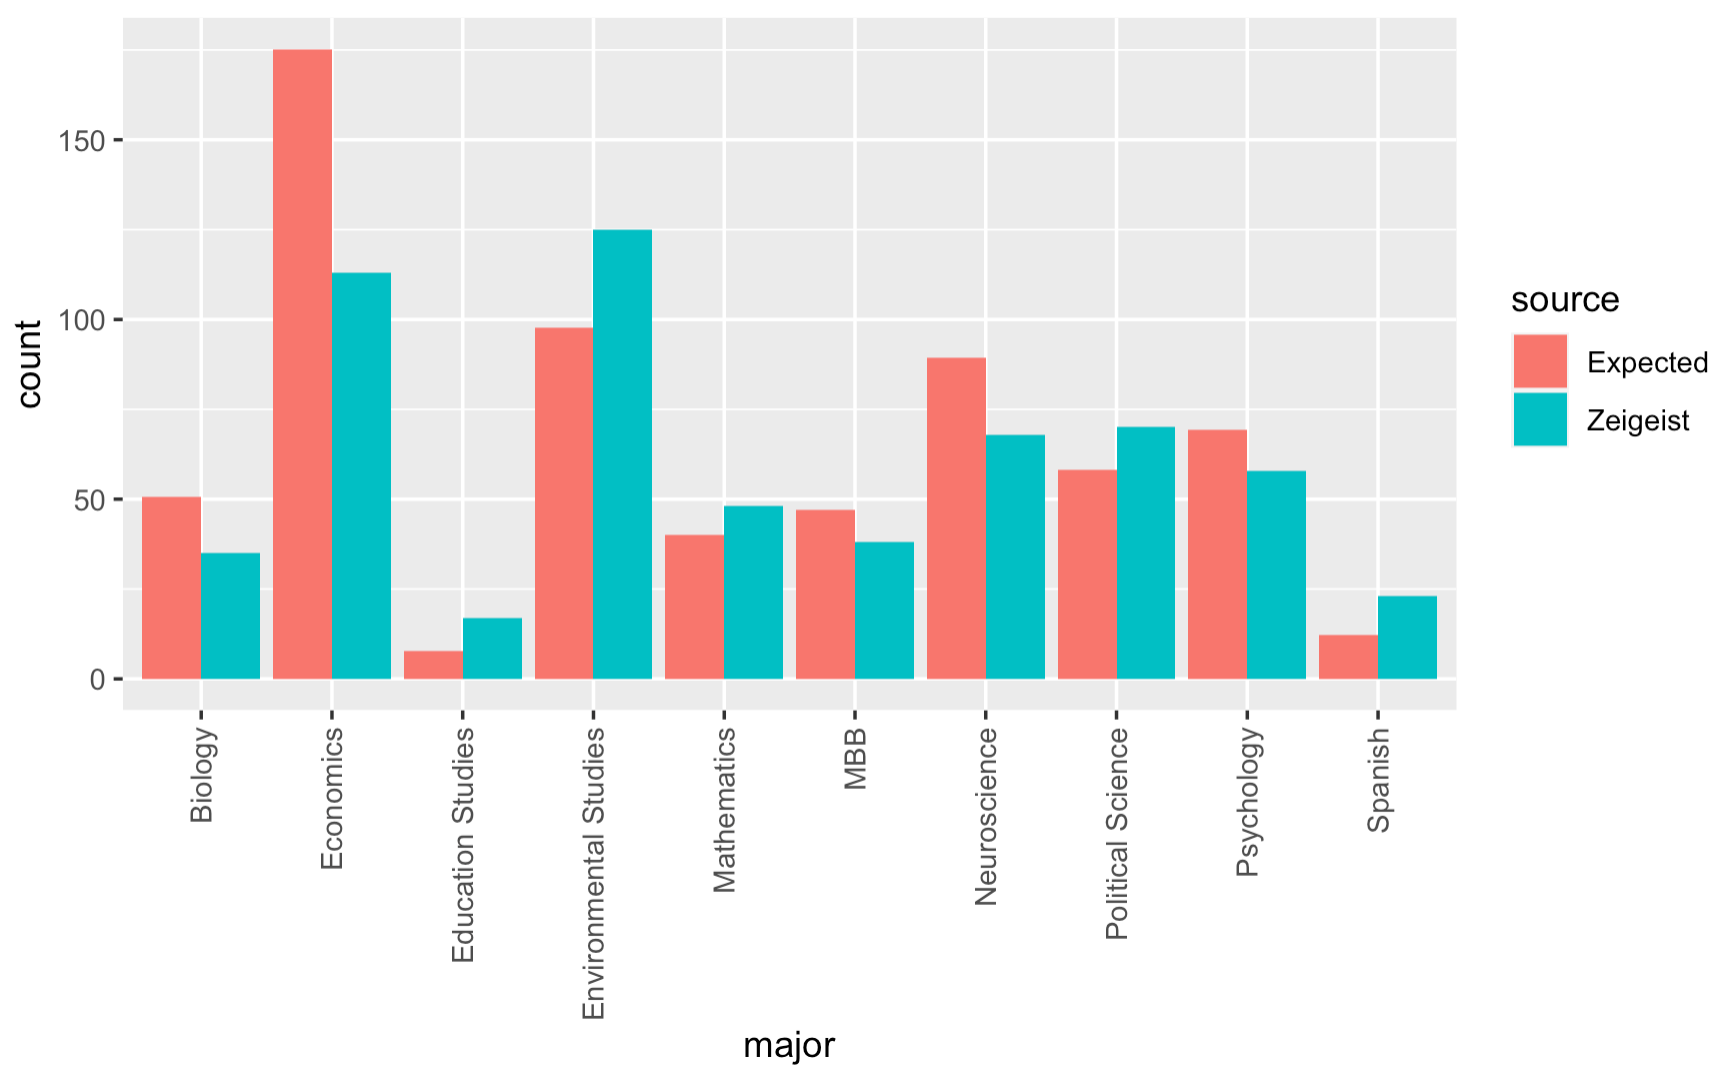 150
100
50
0
count
Biology
Economics
Education Studies
Environmental Studies
Mathematics
MBB
Neuroscience
Political Science
Psychology
Spanish
major
source
Expected
Zeigeist